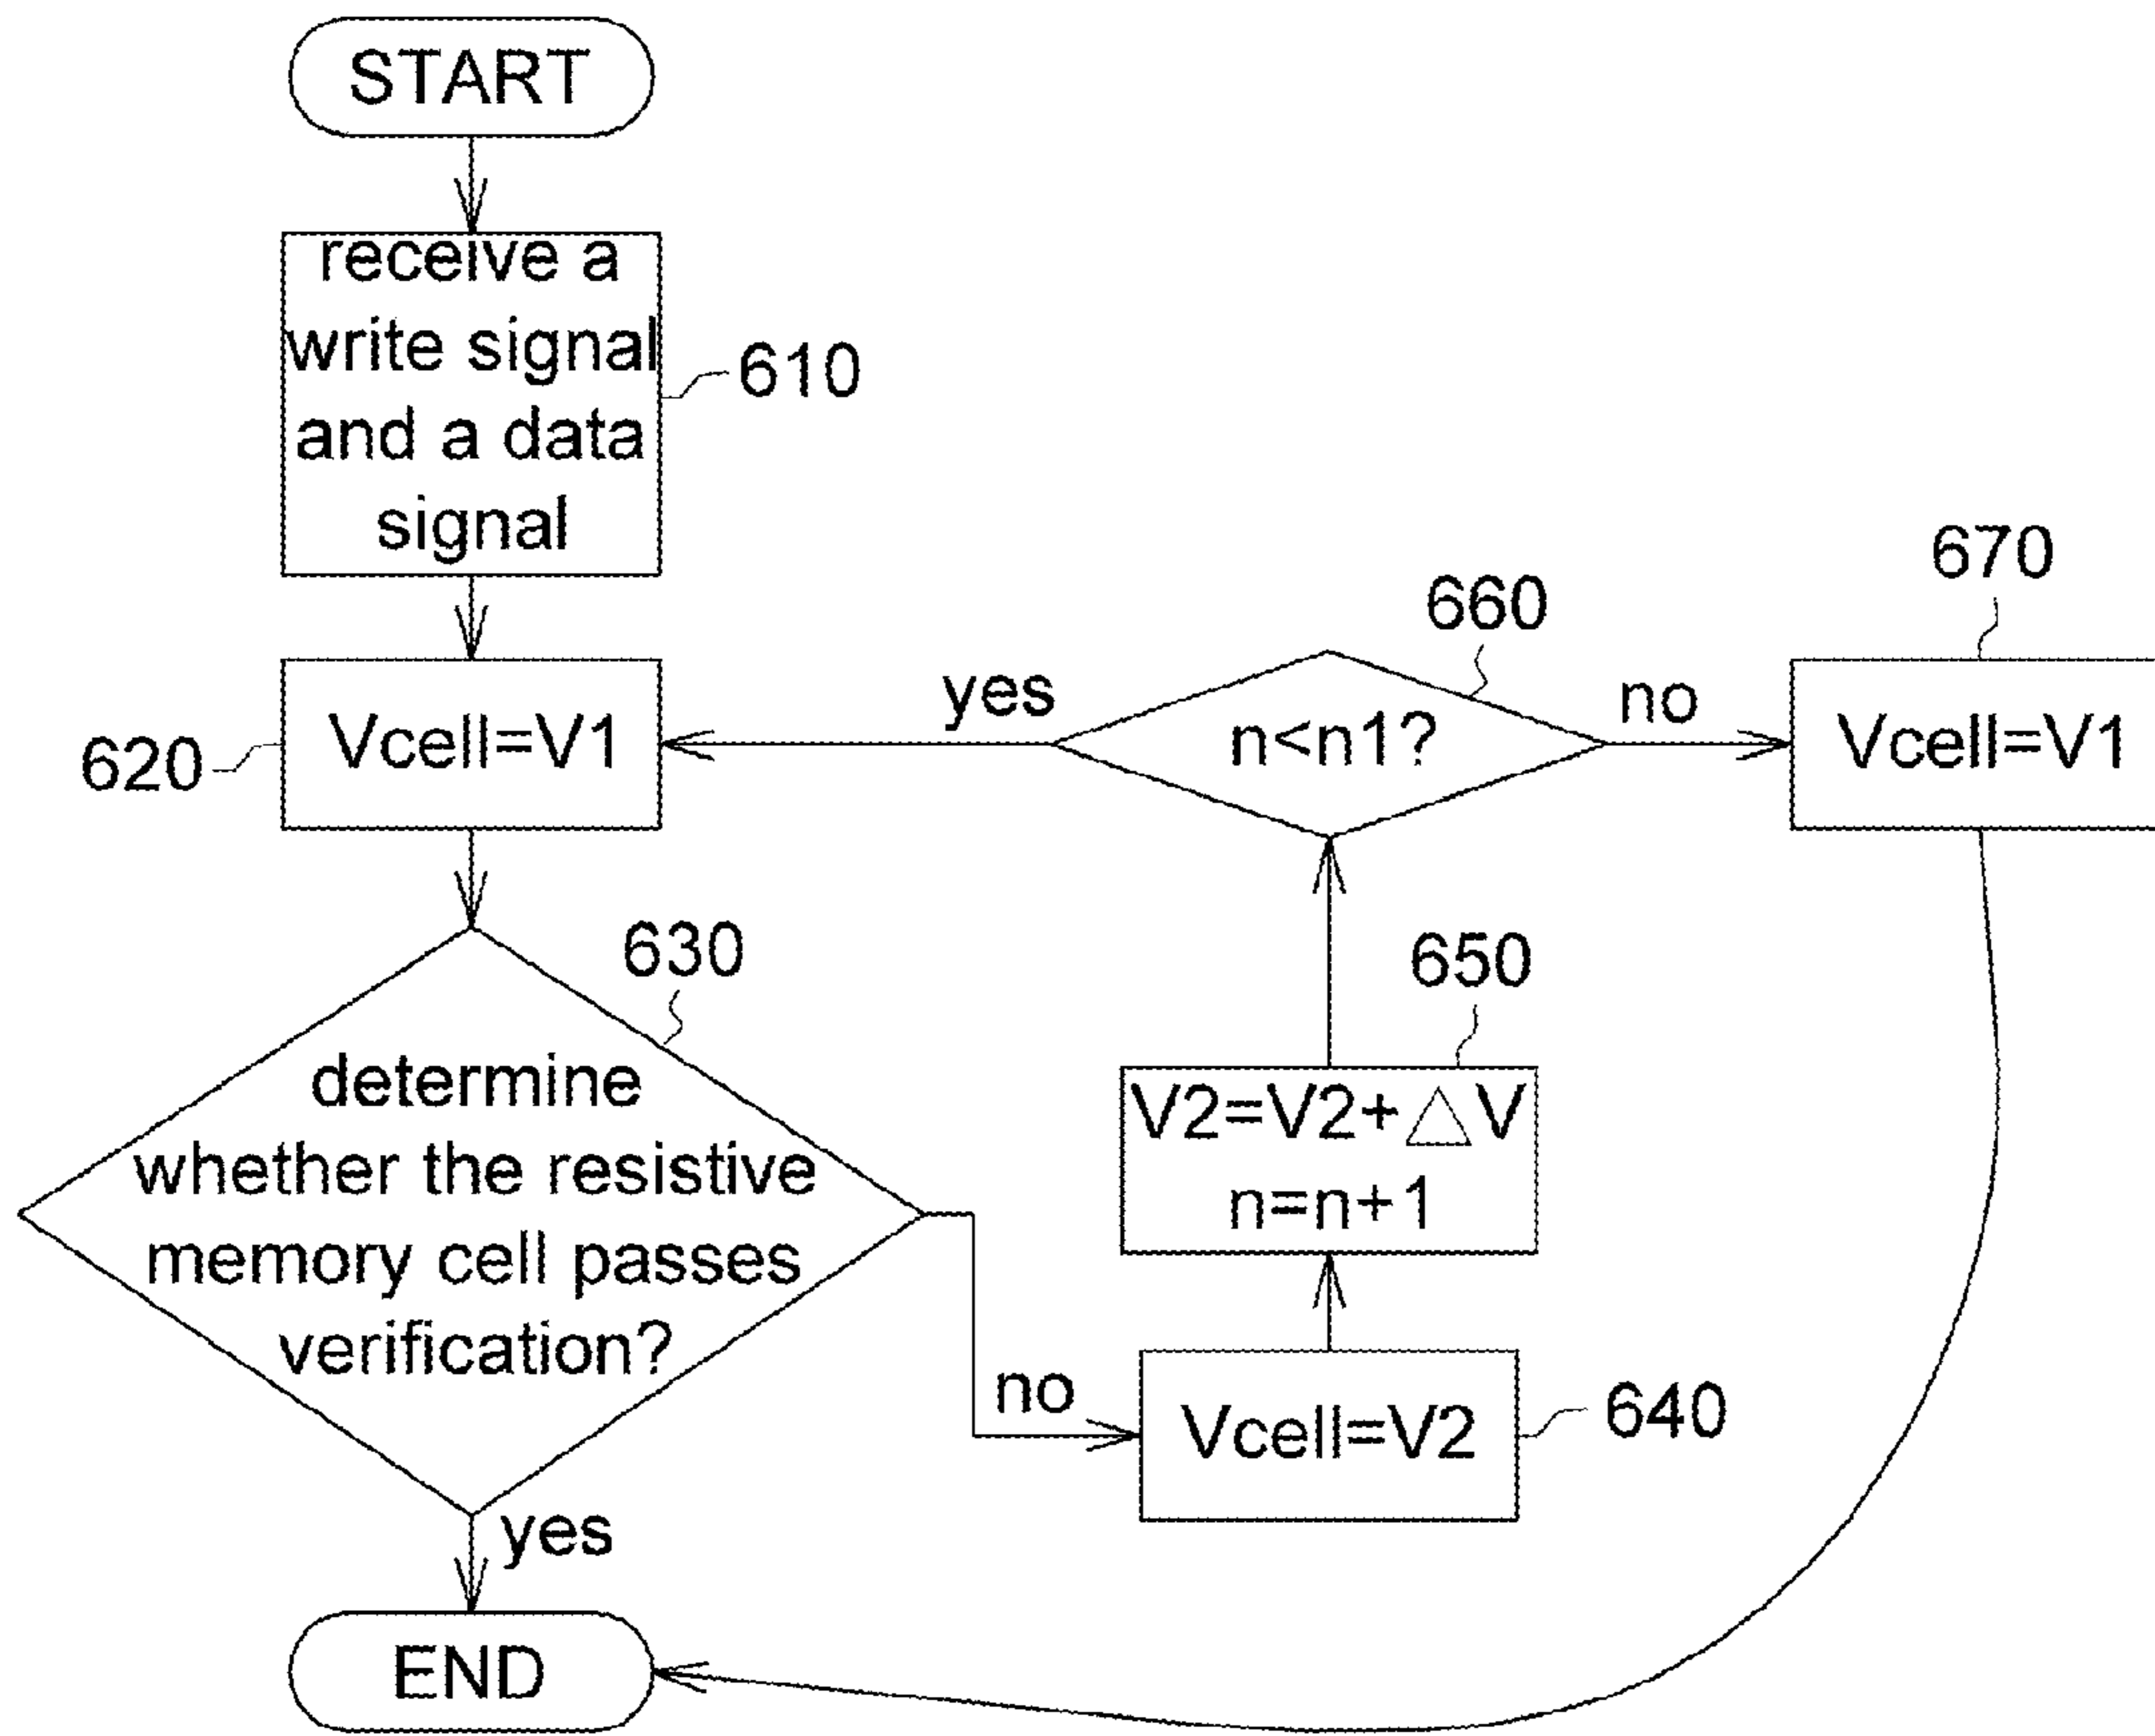 START
receive a
write signal
and a data
signal
610
Vcell=V1
620
yes
n<n1?
660
no
Vcell=V1
670
determine
whether the resistive
memory cell passes
verification?
630
no
Vcell=V2
640
V2=V2+△V
n=n+1
650
yes
END